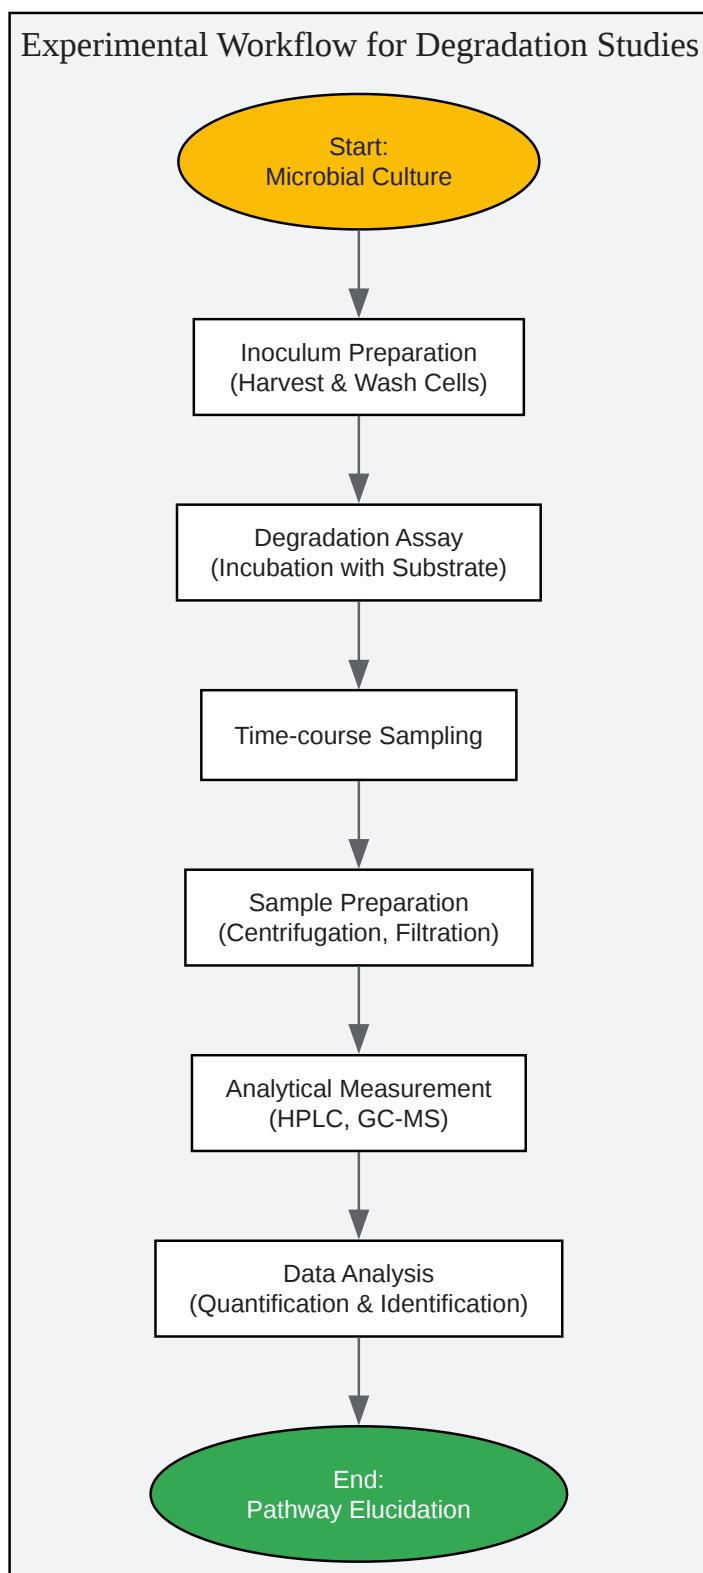 Experimental Workflow for Degradation Studies
Start:
Microbial Culture
Inoculum Preparation
(Harvest & Wash Cells)
Degradation Assay
(Incubation with Substrate)
Time-course Sampling
Sample Preparation
(Centrifugation, Filtration)
Analytical Measurement
(HPLC, GC-MS)
Data Analysis
(Quantification & Identification)
End:
Pathway Elucidation